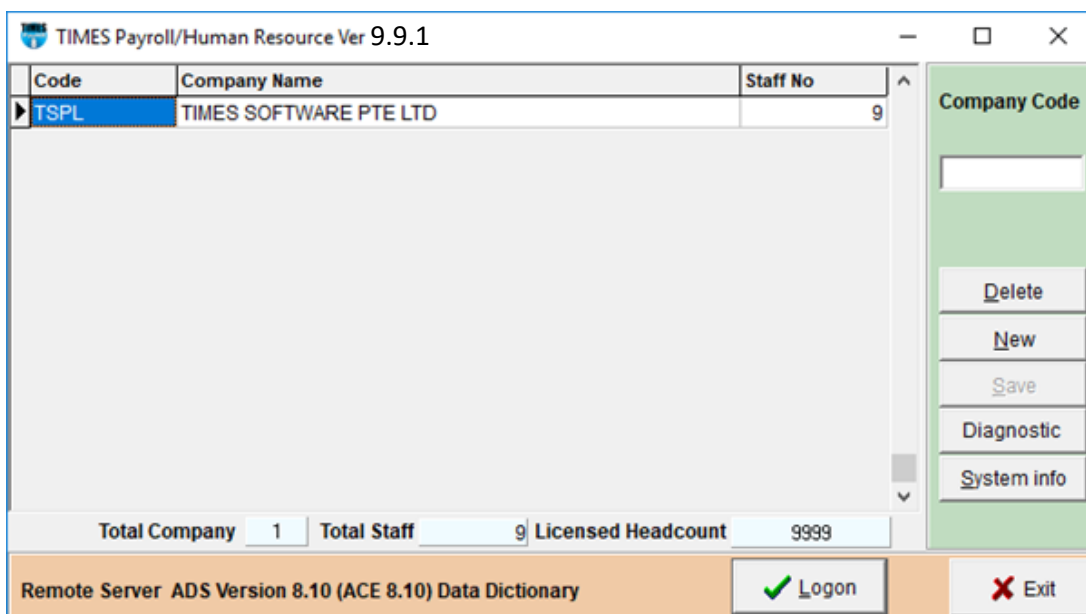 TIMES Payroll/Human Resource Ver 9.9.1
Code Company Name Staff No
TSPL TIMES SOFTWARE PTE LTD 9
Company Code
Delete
New
Save
Diagnostic
System info
Total Company 1 Total Staff 9 Licensed Headcount 9999
Remote Server ADS Version 8.10 (ACE 8.10) Data Dictionary
Logon
Exit